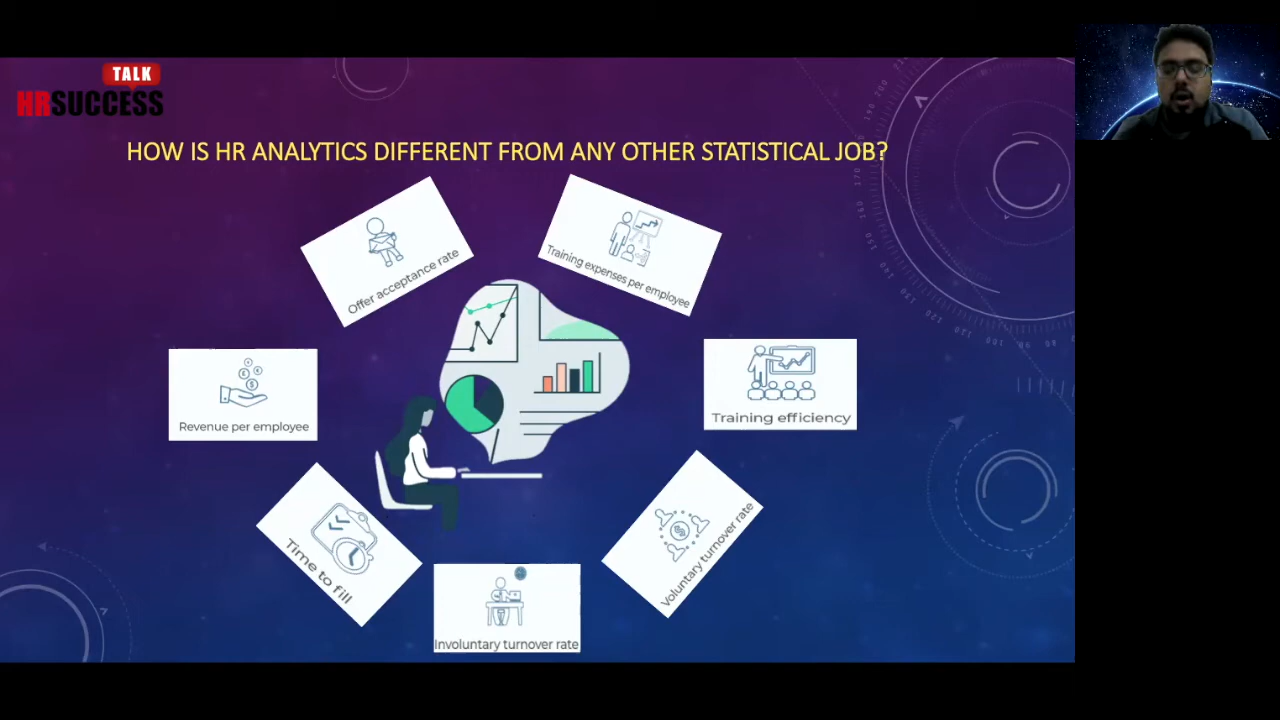 TALK
HRSUCCESS
HOW IS HR ANALYTICS DIFFERENT FROM ANY OTHER STATISTICAL JOB?
Offer acceptance rate
Training expenses per employee
Revenue per employee
Training efficiency
Time to fill
Voluntary turnover rate
Involuntary turnover rate